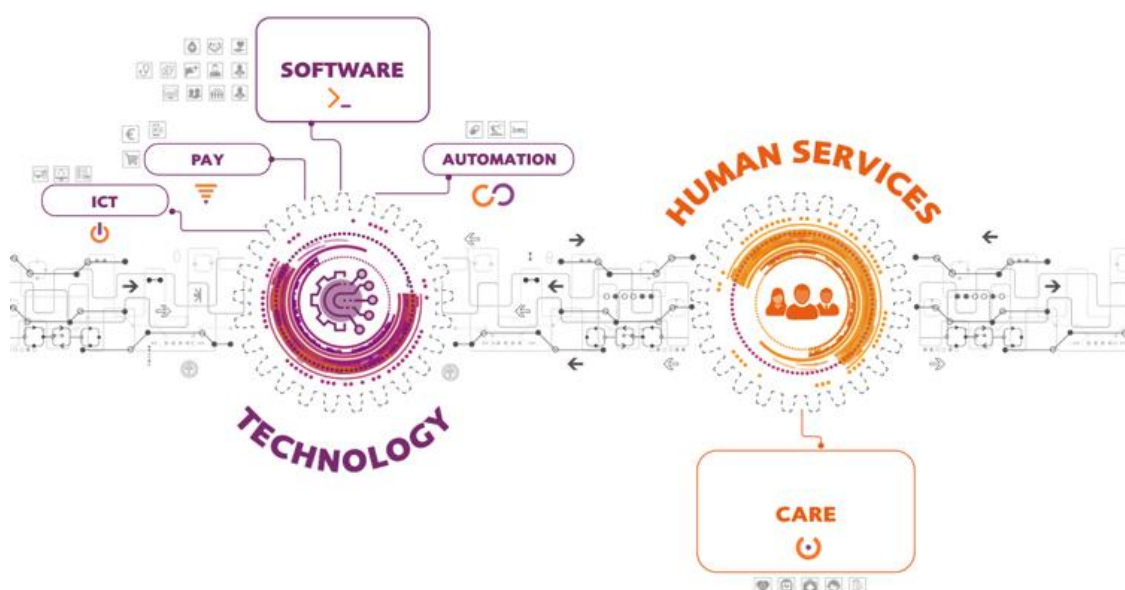 SOFTWARE
PAY
AUTOMATION
ICT
HUMAN SERVICES
TECHNOLOGY
CARE